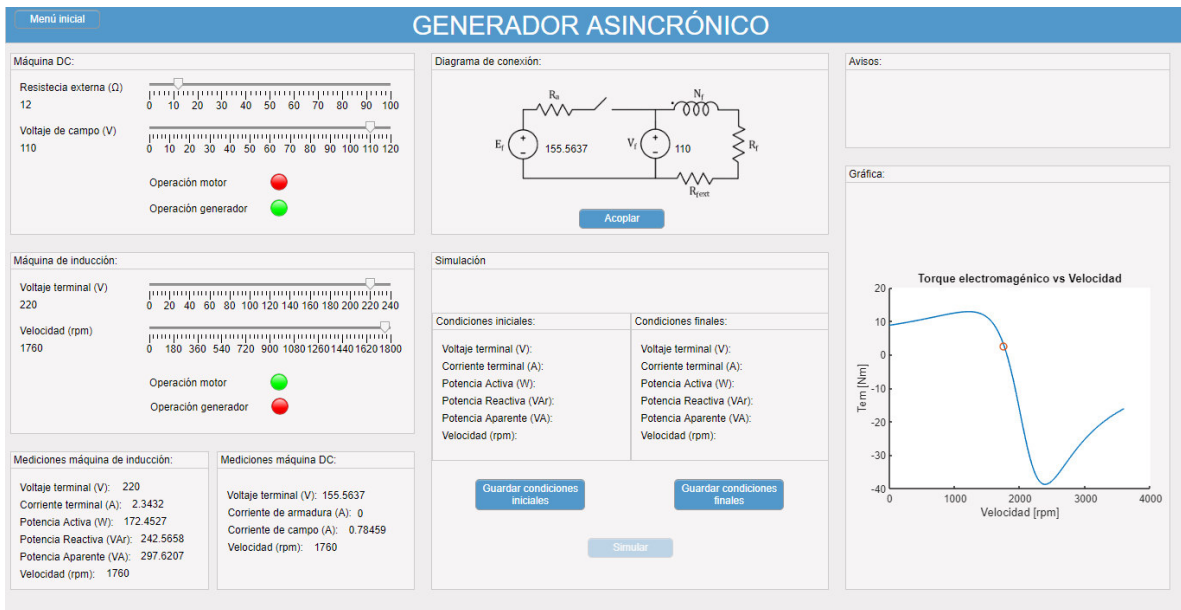 Menú inicial
GENERADOR ASINCRÓNICO
Máquina DC:
Resistecia externa (Ω)
12
0 10 20 30 40 50 60 70 80 90 100
Voltaje de campo (V)
110
0 10 20 30 40 50 60 70 80 90 100 110 120
Operación motor
Operación generador
Diagrama de conexión:
Ra
Nf
Ef
+
-
155.5637
Vf
+
-
110
Rf
Rfext
Acoplar
Avisos:
Máquina de inducción:
Voltaje terminal (V)
220
0 20 40 60 80 100 120 140 160 180 200 220 240
Velocidad (rpm)
1760
0 180 360 540 720 900 1080 1260 1440 1620 1800
Operación motor
Operación generador
Mediciones máquina de inducción:
Voltaje terminal (V): 220
Corriente terminal (A): 2.3432
Potencia Activa (W): 172.4527
Potencia Reactiva (VAr): 242.5658
Potencia Aparente (VA): 297.6207
Velocidad (rpm): 1760
Mediciones máquina DC:
Voltaje terminal (V): 155.5637
Corriente de armadura (A): 0
Corriente de campo (A): 0.78459
Velocidad (rpm): 1760
Simulación
Condiciones iniciales:
Voltaje terminal (V):
Corriente terminal (A):
Potencia Activa (W):
Potencia Reactiva (VAr):
Potencia Aparente (VA):
Velocidad (rpm):
Condiciones finales:
Voltaje terminal (V):
Corriente terminal (A):
Potencia Activa (W):
Potencia Reactiva (VAr):
Potencia Aparente (VA):
Velocidad (rpm):
Guardar condiciones
iniciales
Guardar condiciones
finales
Simular
Gráfica:
Torque electromagénico vs Velocidad
Tem [Nm]
20
10
0
-10
-20
-30
-40
0 1000 2000 3000 4000
Velocidad [rpm]